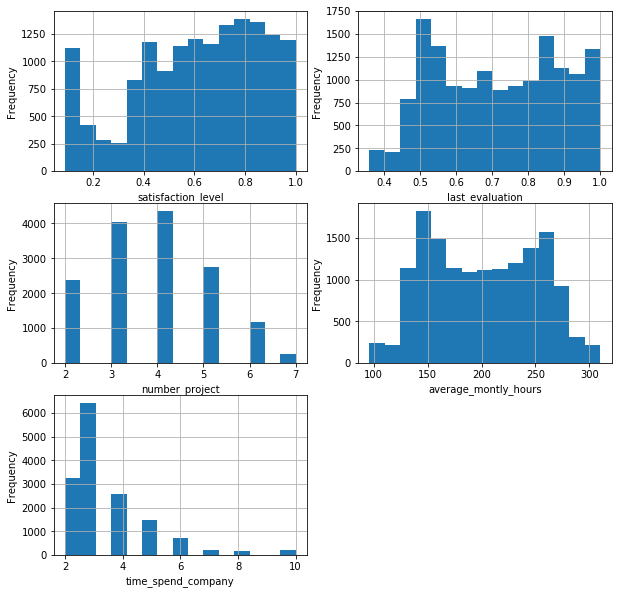 1250
1000
750
500
250
0
Frequency
0.2 0.4 0.6 0.8 1.0
satisfaction_level
1750
1500
1250
1000
750
500
250
0
Frequency
0.4 0.5 0.6 0.7 0.8 0.9 1.0
last_evaluation
4000
3000
2000
1000
0
Frequency
2 3 4 5 6 7
number_project
1500
1000
500
0
Frequency
100 150 200 250 300
average_montly_hours
6000
5000
4000
3000
2000
1000
0
Frequency
2 4 6 8 10
time_spend_company